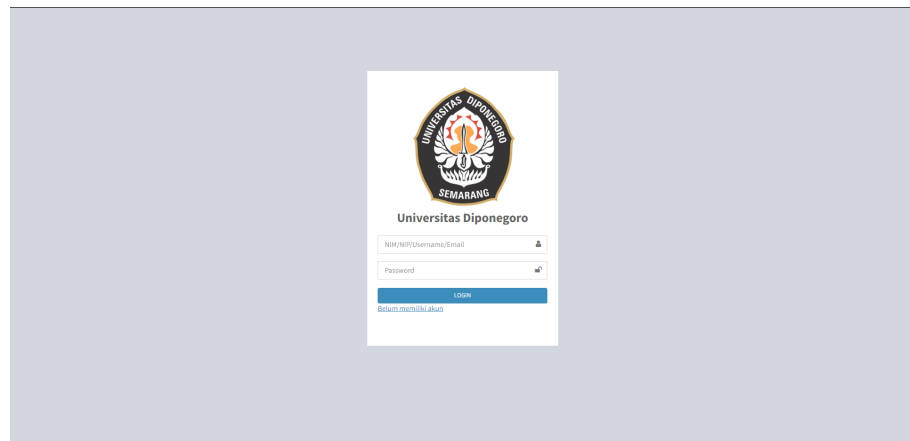 UNIVERSITAS DIPONEGORO
SEMARANG
Universitas Diponegoro
NIM/NIP/Username/Email
Password
LOGIN
Belum memiliki akun